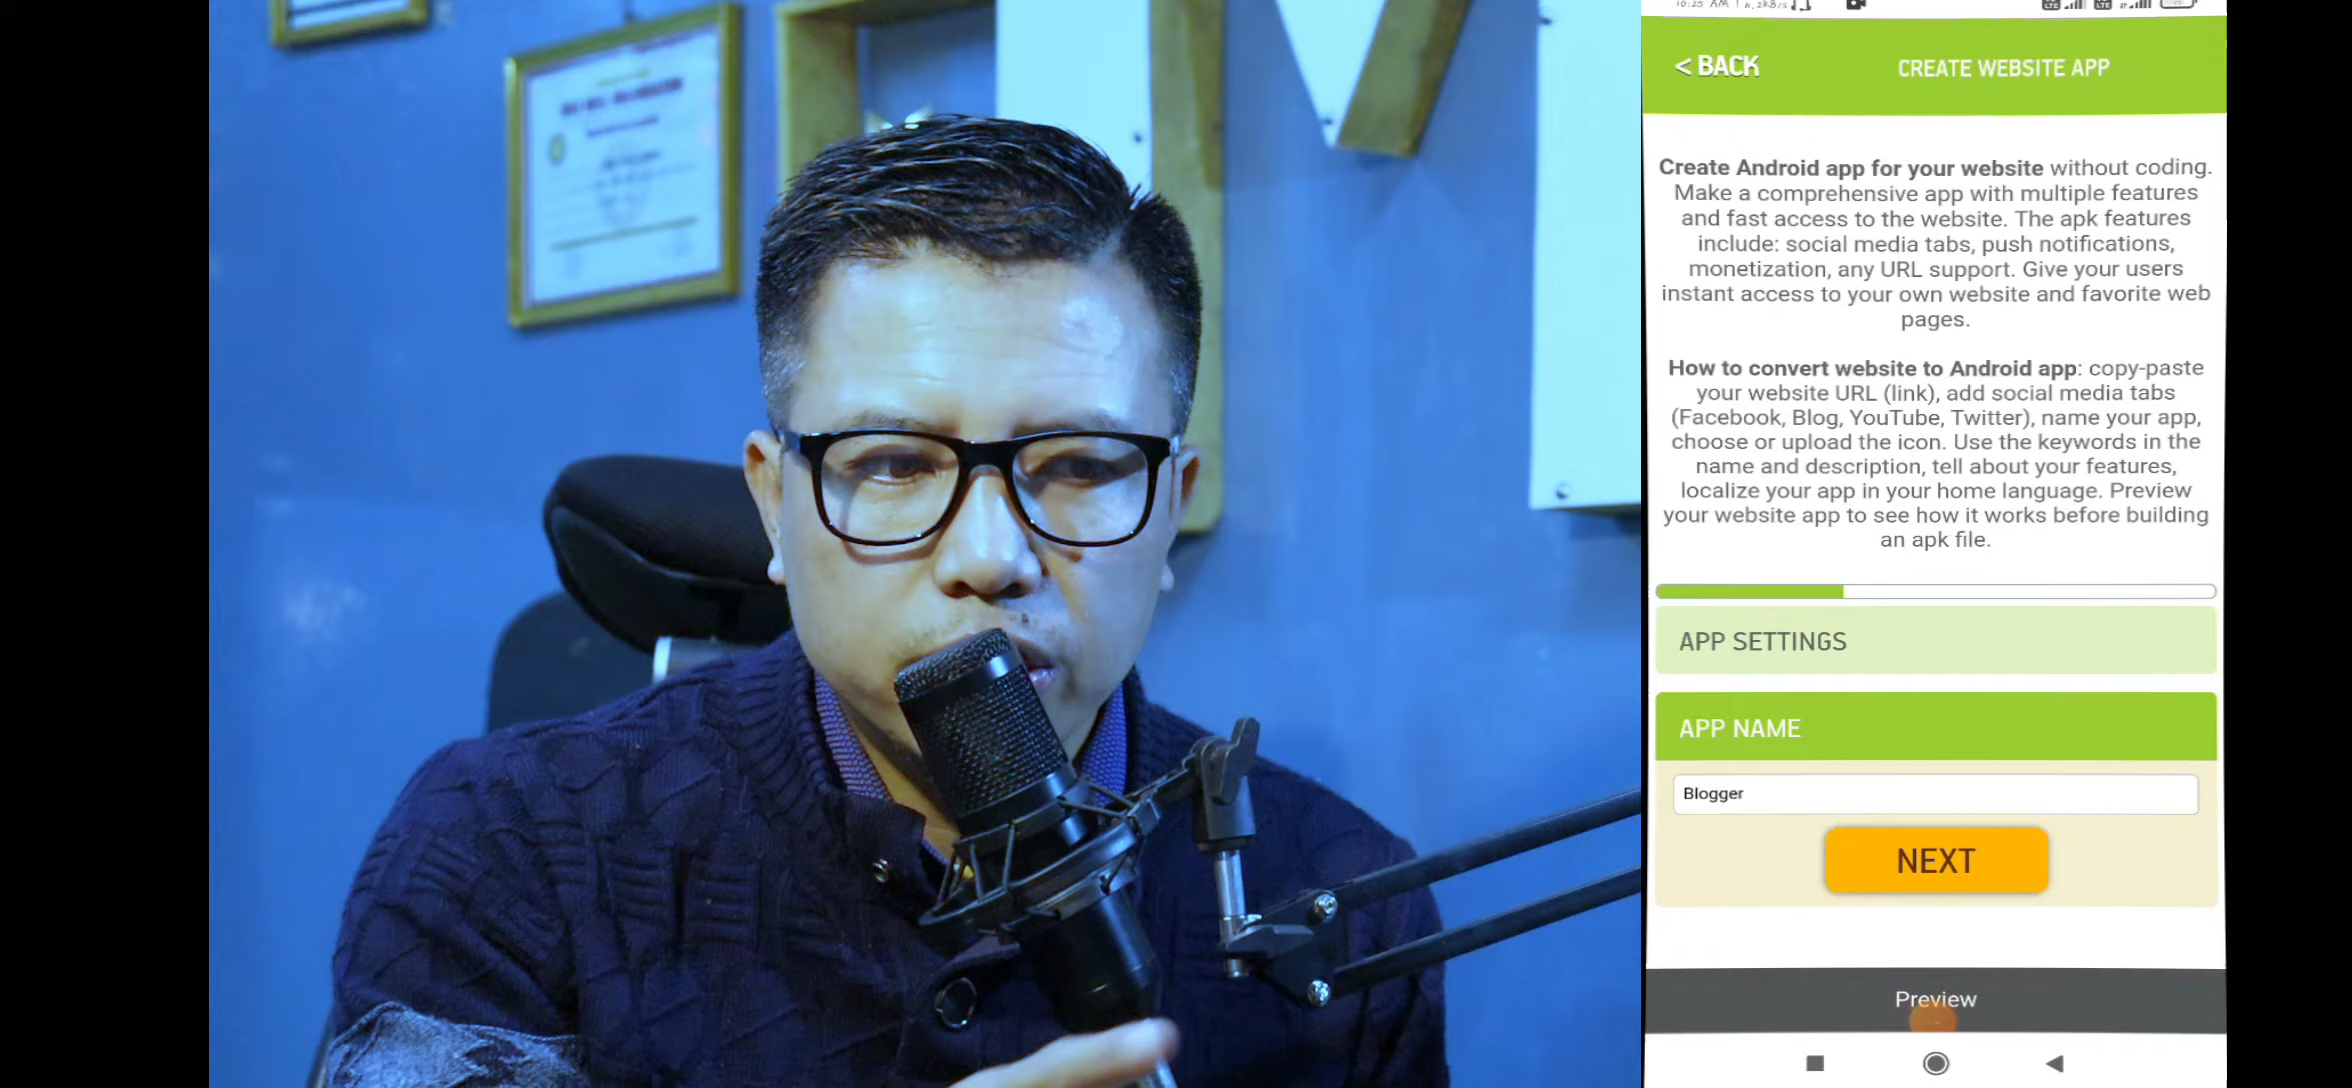 10:25 AM
< BACK
CREATE WEBSITE APP
Create Android app for your website without coding.
Make a comprehensive app with multiple features
and fast access to the website. The apk features
include: social media tabs, push notifications,
monetization, any URL support. Give your users
instant access to your own website and favorite web
pages.
How to convert website to Android app: copy-paste
your website URL (link), add social media tabs
(Facebook, Blog, YouTube, Twitter), name your app,
choose or upload the icon. Use the keywords in the
name and description, tell about your features,
localize your app in your home language. Preview
your website app to see how it works before building
an apk file.
APP SETTINGS
APP NAME
Blogger
NEXT
Preview